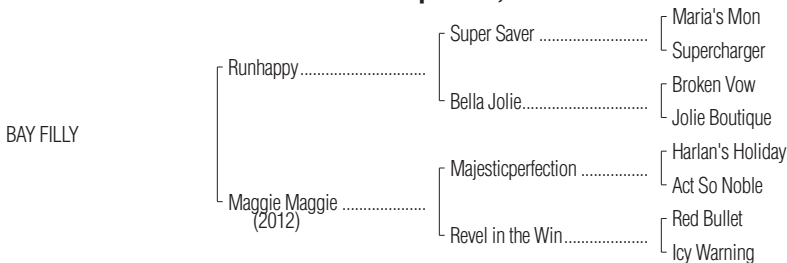 Maria's Mon
Super Saver ...........................
Supercharger
Runhappy...............................
Broken Vow
Bella Jolie...............................
Jolie Boutique
BAY FILLY
Harlan's Holiday
Majesticperfection ................
Act So Noble
Maggie Maggie .....................
(2012)
Red Bullet
Revel in the Win.....................
Icy Warning